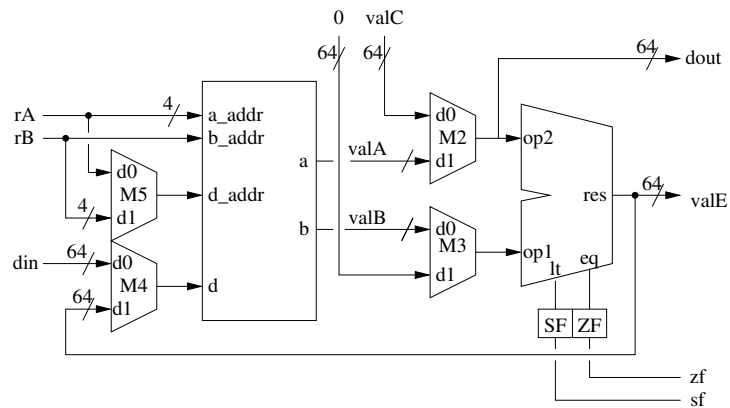 0 valC
64 64 64 dout
rA 4 a_addr d0
rB b_addr M2 op2
a valA d1
d0
M5 d_addr res 64 valE
4 d1 b valB d0
M3
din 64 d0 op1 eq
M4 d1 lt
64 d1 d
SF ZF
zf
sf